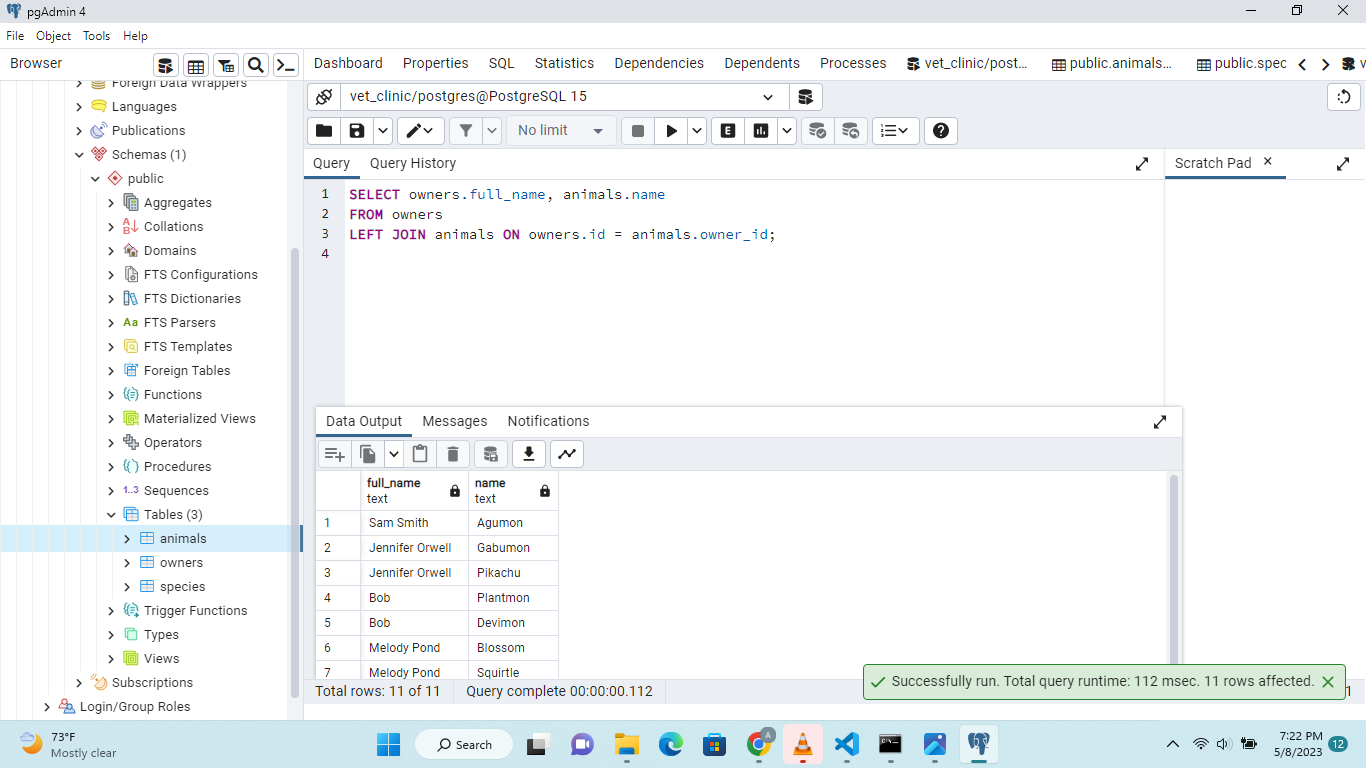 pgAdmin 4
File Object Tools Help
Browser
Dashboard Properties SQL Statistics Dependencies Dependents Processes vet_clinic/post... public.animals... public.spec
Foreign Data Wrappers
Languages
Publications
Schemas (1)
public
Aggregates
Collations
Domains
FTS Configurations
FTS Dictionaries
Aa FTS Parsers
FTS Templates
Foreign Tables
Functions
Materialized Views
Operators
Procedures
1..3 Sequences
Tables (3)
animals
owners
species
Trigger Functions
Types
Views
Subscriptions
Login/Group Roles
vet_clinic/postgres@PostgreSQL 15
No limit
E
Query Query History
Scratch Pad
1 SELECT owners.full_name, animals.name
2 FROM owners
3 LEFT JOIN animals ON owners.id = animals.owner_id;
4
Data Output Messages Notifications
full_name name
text text
1 Sam Smith Agumon
2 Jennifer Orwell Gabumon
3 Jennifer Orwell Pikachu
4 Bob Plantmon
5 Bob Devimon
6 Melody Pond Blossom
7 Melody Pond Squirtle
Total rows: 11 of 11 Query complete 00:00:00.112
Successfully run. Total query runtime: 112 msec. 11 rows affected.
1
73°F
Mostly clear
Search
A
7:22 PM
5/8/2023
12